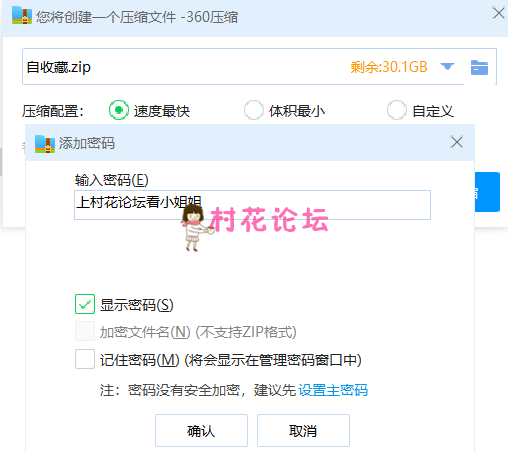 您将创建一个压缩文件 -360压缩
自收藏.zip 剩余:30.1GB
压缩配置: 速度最快 体积最小 自定义
添加密码
输入密码(E)
上村花论坛看小姐姐
村花论坛
显示密码(S)
加密文件名(N) (不支持ZIP格式)
记住密码(M) (将会显示在管理密码窗口中)
注: 密码没有安全加密，建议先 设置主密码
确认 取消